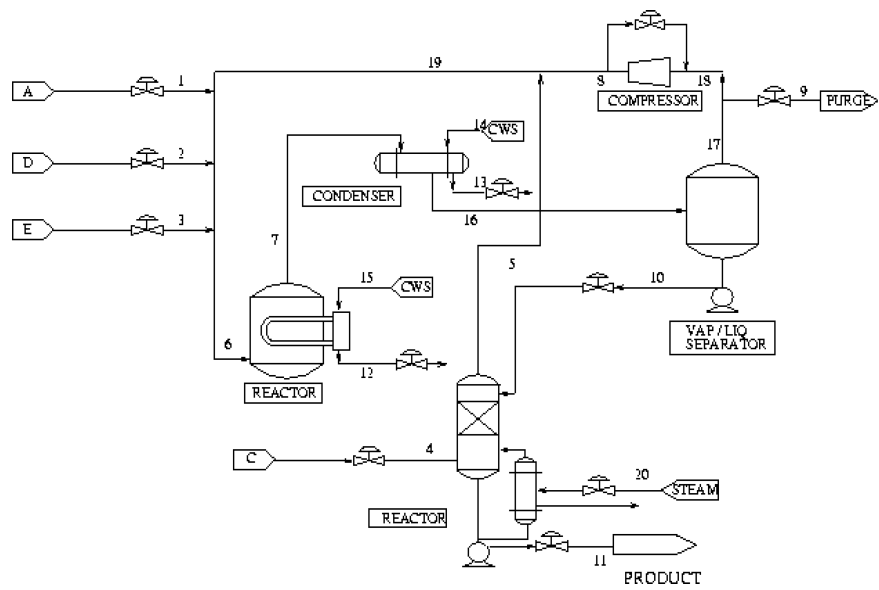 19
8
18
COMPRESSOR
9
PURGE
A
1
14
CWS
17
D
2
CONDENSER
13
16
E
3
7
5
15
CWS
10
6
VAP / LIQ
SEPARATOR
12
REACTOR
C
4
20
STEAM
REACTOR
11
PRODUCT